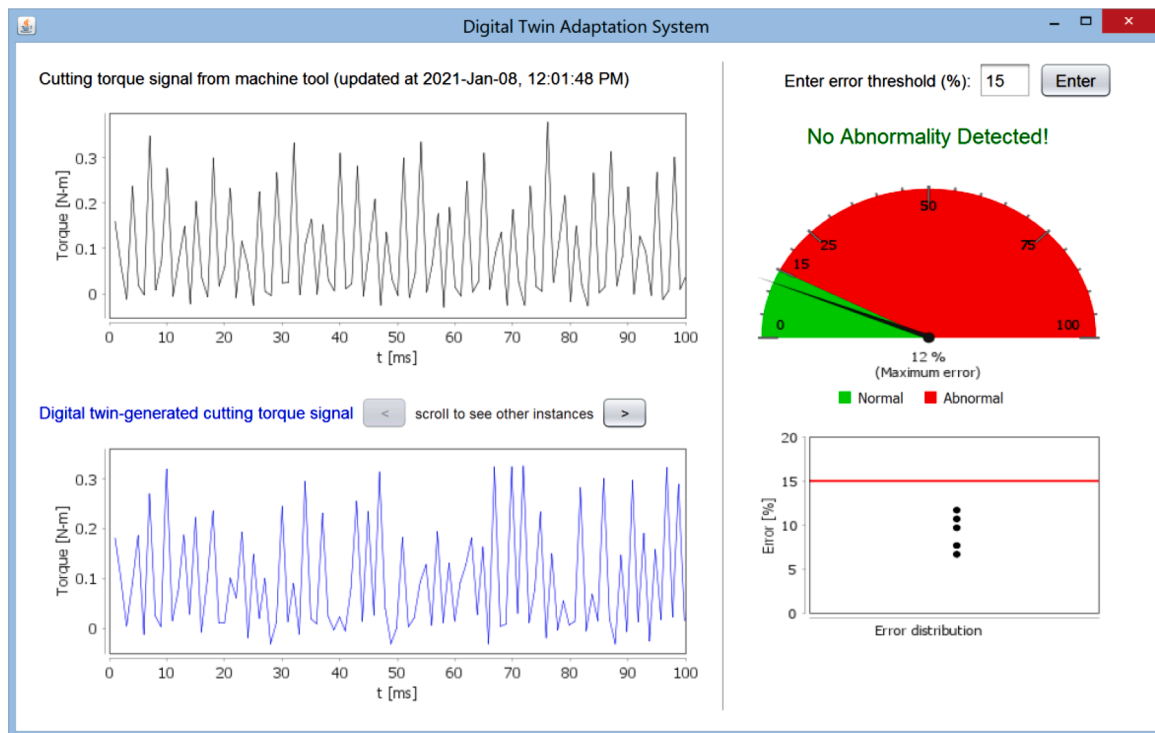 Digital Twin Adaptation System
Cutting torque signal from machine tool (updated at 2021-Jan-08, 12:01:48 PM)
Torque [N-m]
0.3
0.2
0.1
0
0 10 20 30 40 50 60 70 80 90 100
t [ms]
Digital twin-generated cutting torque signal < scroll to see other instances >
Torque [N-m]
0.3
0.2
0.1
0
0 10 20 30 40 50 60 70 80 90 100
t [ms]
Enter error threshold (%): 15 Enter
No Abnormality Detected!
50
25 75
15
0 100
12 %
(Maximum error)
Normal Abnormal
Error [%]
20
15
10
5
0
Error distribution